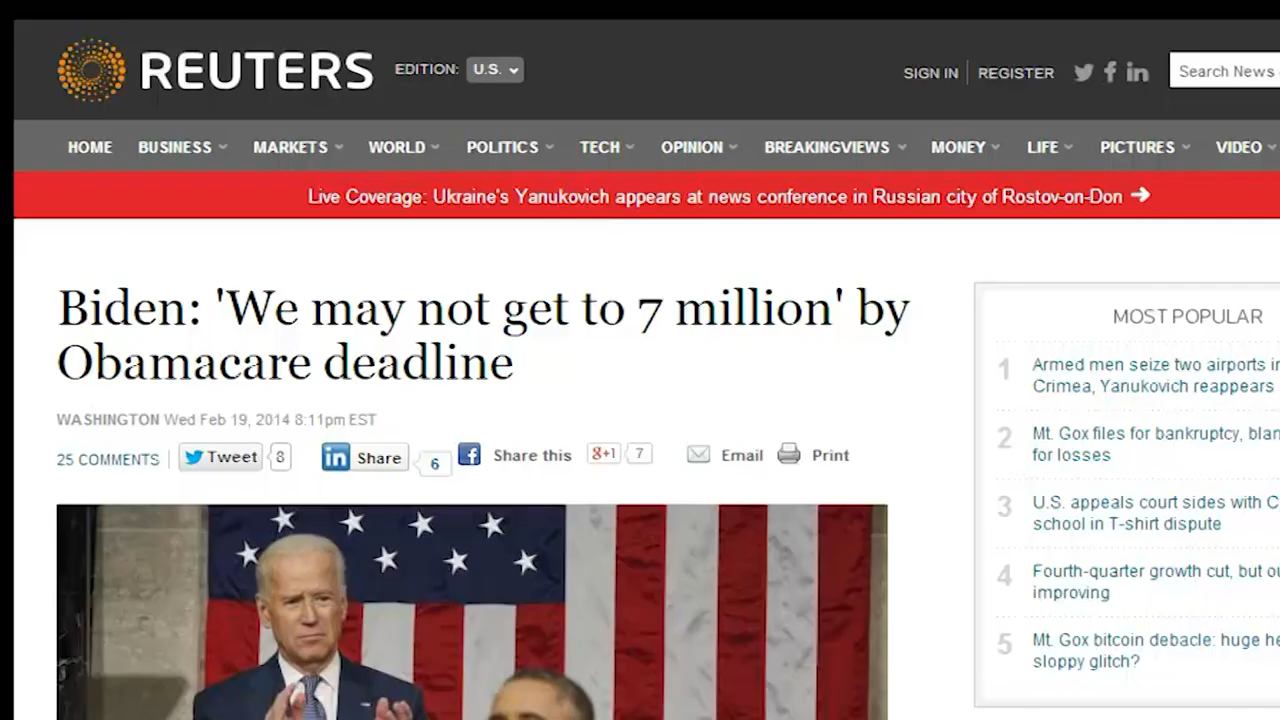 REUTERS
EDITION:
U.S.
SIGN IN
REGISTER
Search News
HOME
BUSINESS
MARKETS
WORLD
POLITICS
TECH
OPINION
BREAKINGVIEWS
MONEY
LIFE
PICTURES
VIDEO
Live Coverage: Ukraine's Yanukovich appears at news conference in Russian city of Rostov-on-Don
Biden: 'We may not get to 7 million' by
Obamacare deadline
WASHINGTON Wed Feb 19, 2014 8:11pm EST
25 COMMENTS
Tweet
8
in
Share
6
f
Share this
g+1
7
Email
Print
MOST POPULAR
1
Armed men seize two airports in
Crimea, Yanukovich reappears
2
Mt. Gox files for bankruptcy,
for losses
3
U.S. appeals court sides with
school in T-shirt dispute
4
Fourth-quarter growth cut, but
improving
5
Mt. Gox bitcoin debacle: huge
sloppy glitch?